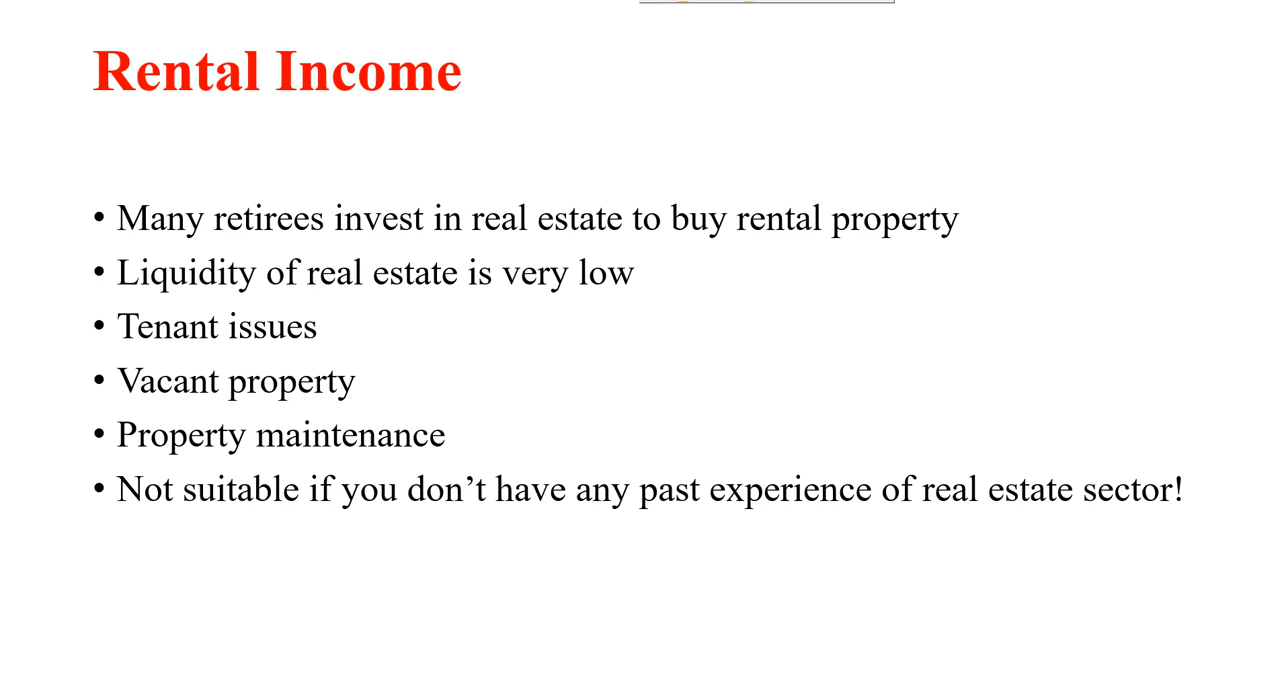 Rental Income
• Many retirees invest in real estate to buy rental property
• Liquidity of real estate is very low
• Tenant issues
• Vacant property
• Property maintenance
• Not suitable if you don’t have any past experience of real estate sector!